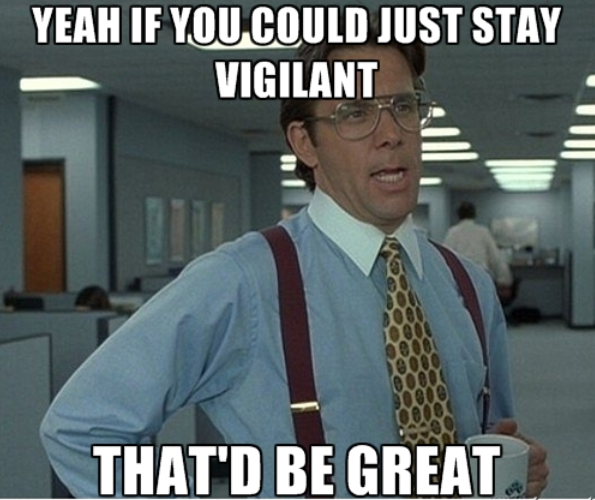 YEAH IF YOU COULD JUST STAY
VIGILANT
THAT'D BE GREAT